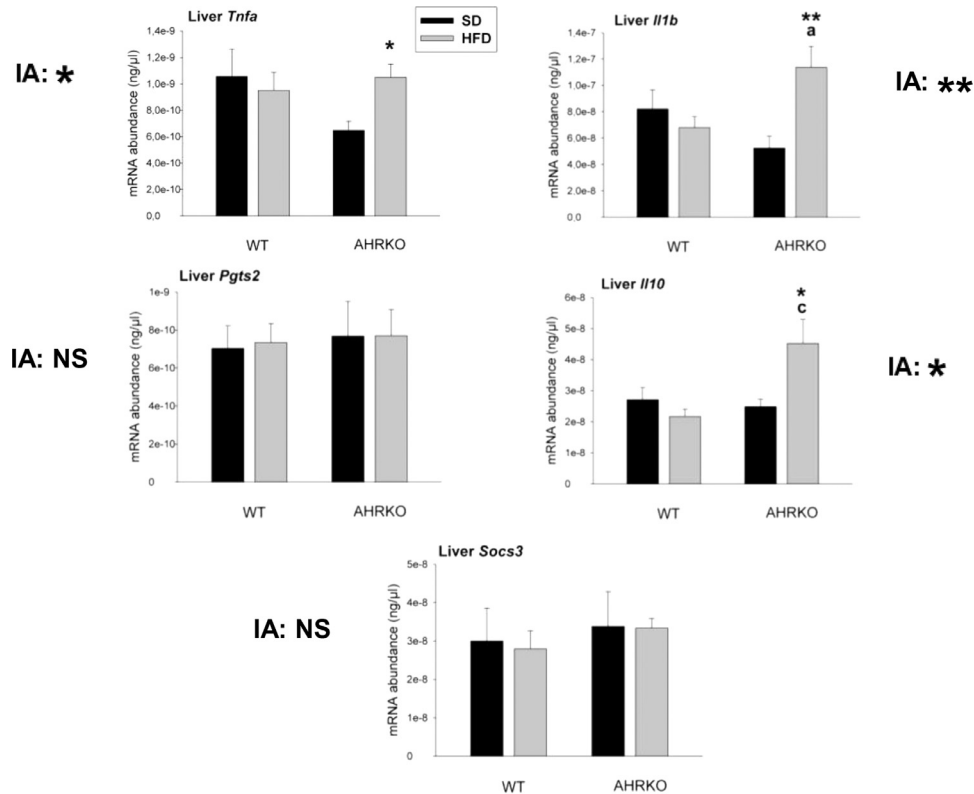 Liver Tnfa
SD
HFD
IA: *
mRNA abundance (ng/µl)
1,4e-9
1,2e-9
1,0e-9
8,0e-10
6,0e-10
4,0e-10
2,0e-10
0,0
*
WT
AHRKO
Liver Il1b
IA: **
mRNA abundance (ng/µl)
1.4e-7
1.2e-7
1.0e-7
8.0e-8
6.0e-8
4.0e-8
2.0e-8
0.0
**
a
WT
AHRKO
Liver Pgts2
IA: NS
mRNA abundance (ng/µl)
1e-9
8e-10
6e-10
4e-10
2e-10
0
WT
AHRKO
Liver Il10
IA: *
mRNA abundance (ng/µl)
6e-8
5e-8
4e-8
3e-8
2e-8
1e-8
0
*
c
WT
AHRKO
Liver Socs3
IA: NS
mRNA abundance (ng/µl)
5e-8
4e-8
3e-8
2e-8
1e-8
0
WT
AHRKO